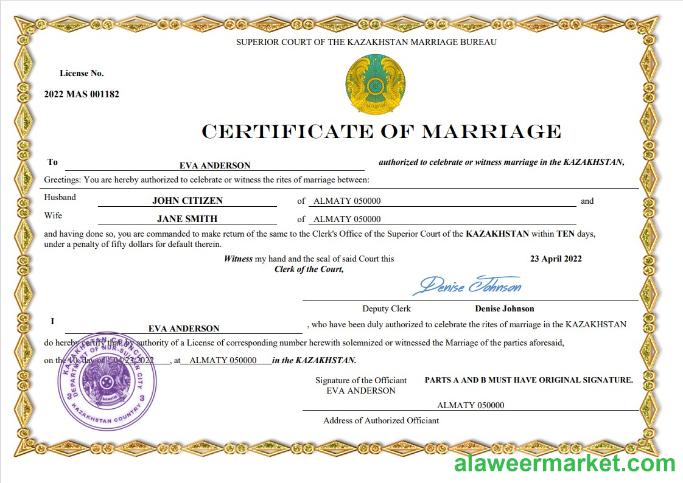 SUPERIOR COURT OF THE KAZAKHSTAN MARRIAGE BUREAU
License No.
2022 MAS 001182
CERTIFICATE OF MARRIAGE
To EVA ANDERSON authorized to celebrate or witness marriage in the KAZAKHSTAN,
Greetings: You are hereby authorized to celebrate or witness the rites of marriage between:
Husband JOHN CITIZEN of ALMATY 050000 and
Wife JANE SMITH of ALMATY 050000
and having done so, you are commanded to make return of the same to the Clerk's Office of the Superior Court of the KAZAKHSTAN within TEN days,
under a penalty of fifty dollars for default therein.
Witness my hand and the seal of said Court this 23 April 2022
Clerk of the Court,
Denise Johnson
Deputy Clerk Denise Johnson
I EVA ANDERSON , who have been duly authorized to celebrate the rites of marriage in the KAZAKHSTAN
do hereby certify that by authority of a License of corresponding number herewith solemnized or witnessed the Marriage of the parties aforesaid,
on the day of 04/23/2022 , at ALMATY 050000 in the KAZAKHSTAN.
KAZAKHSTAN COUNTRY
Signature of the Officiant PARTS A AND B MUST HAVE ORIGINAL SIGNATURE.
EVA ANDERSON
ALMATY 050000
Address of Authorized Officiant
alaweermarket.com